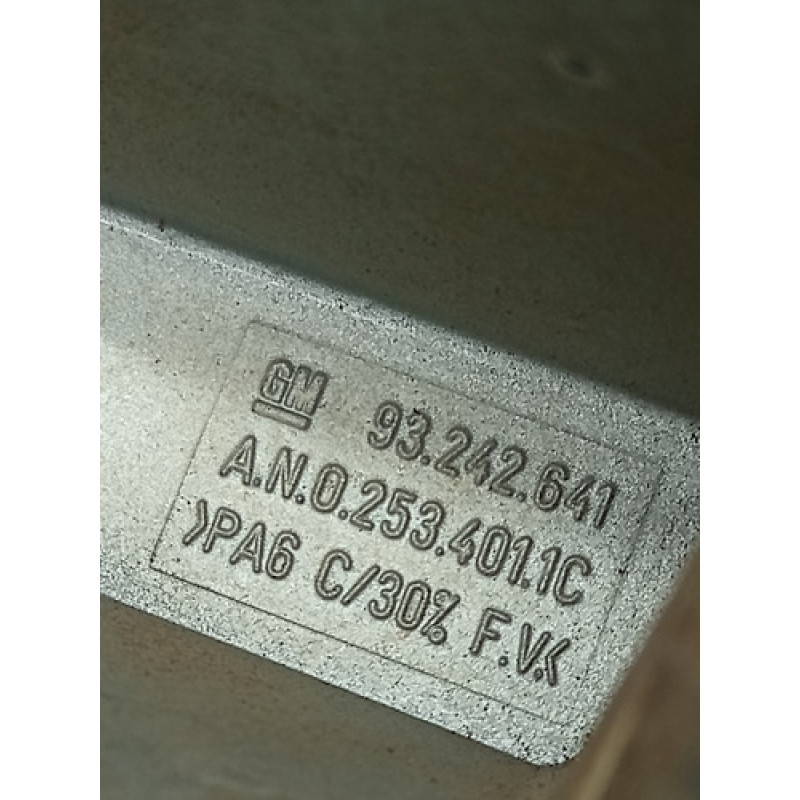 GM 93.242.641
A.N.0.253.401.1C
>PA6 C/30% F.V.<